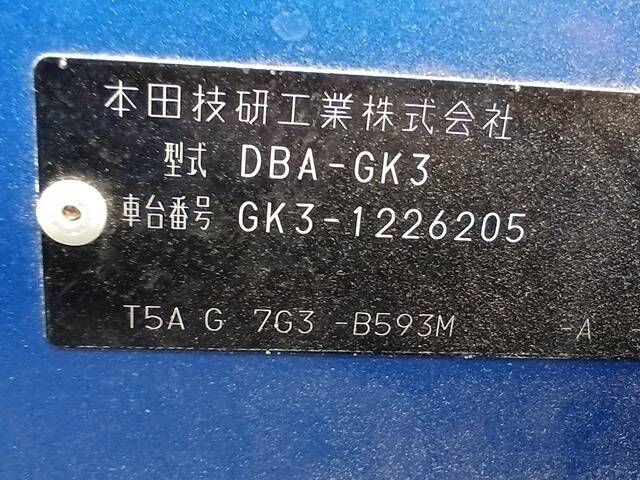 本田技研工業株式会社
型式 DBA-GK3
車台番号 GK3-1226205
T5A G 7G3 -B593M -A